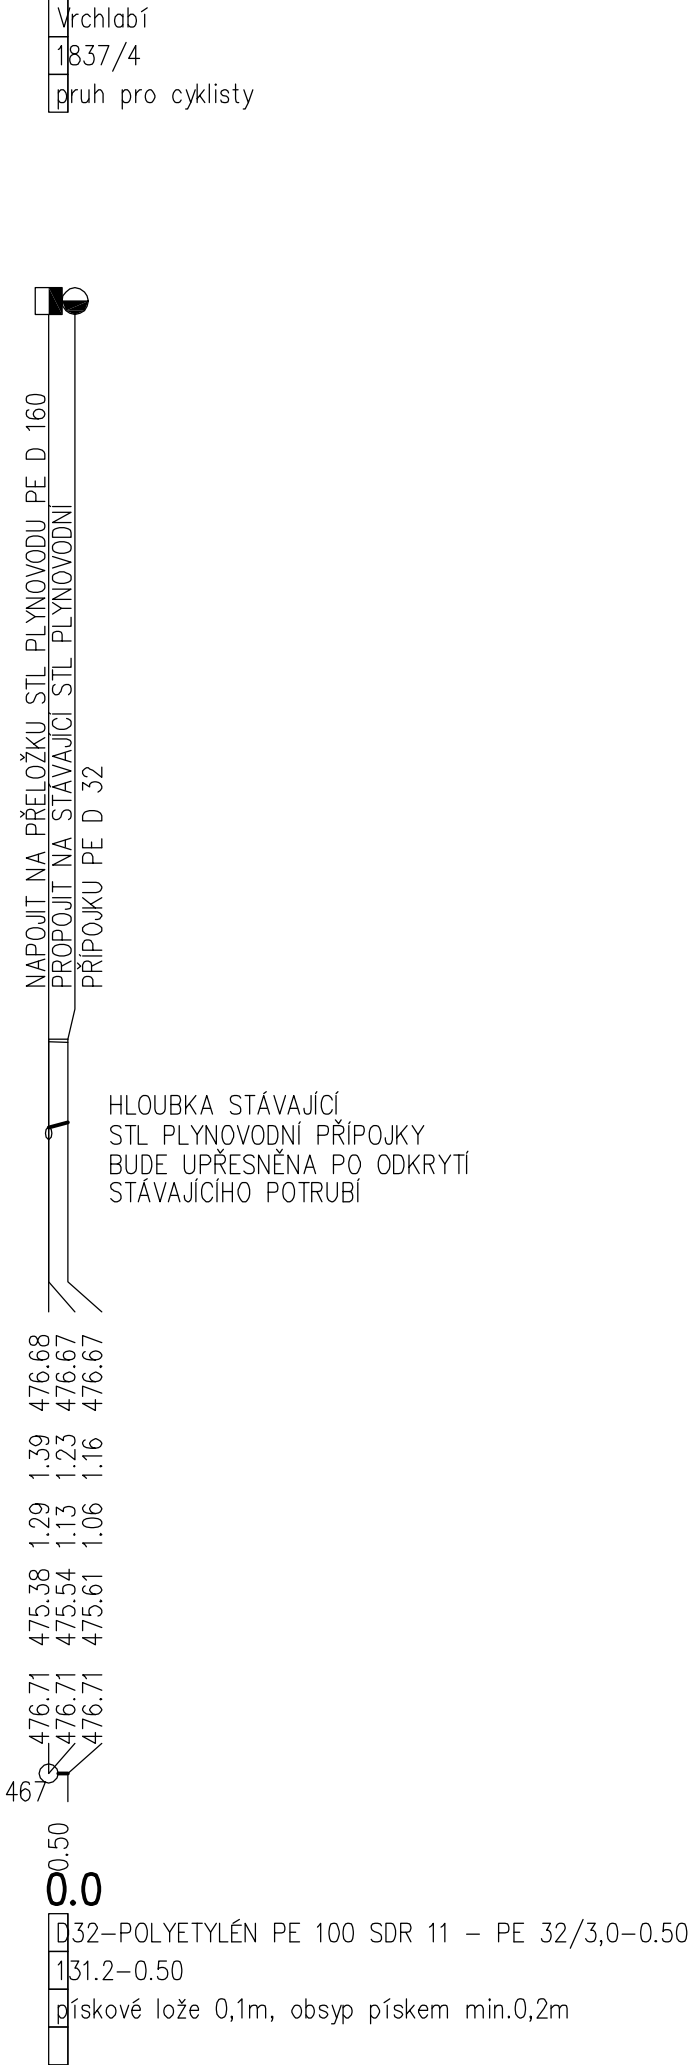 Vrchlabí
1837/4
pruh pro cyklisty
NAPOJIT NA PŘELOŽKU STL PLYNOVODU PE D 160
PROPOJIT NA STÁVAJÍCÍ STL PLYNOVODNÍ
PŘÍPOJKU PE D 32
HLOUBKA STÁVAJÍCÍ
STL PLYNOVODNÍ PŘÍPOJKY
BUDE UPŘESNĚNA PO ODKRYTÍ
STÁVAJÍCÍHO POTRUBÍ
476.71 475.38 1.29 1.39 476.68
476.71 475.54 1.13 1.23 476.67
476.71 475.61 1.06 1.16 476.67
467
0.50
0.0
D32-POLYETYLÉN PE 100 SDR 11 - PE 32/3,0-0.50
131.2-0.50
pískové lože 0,1m, obsyp pískem min.0,2m